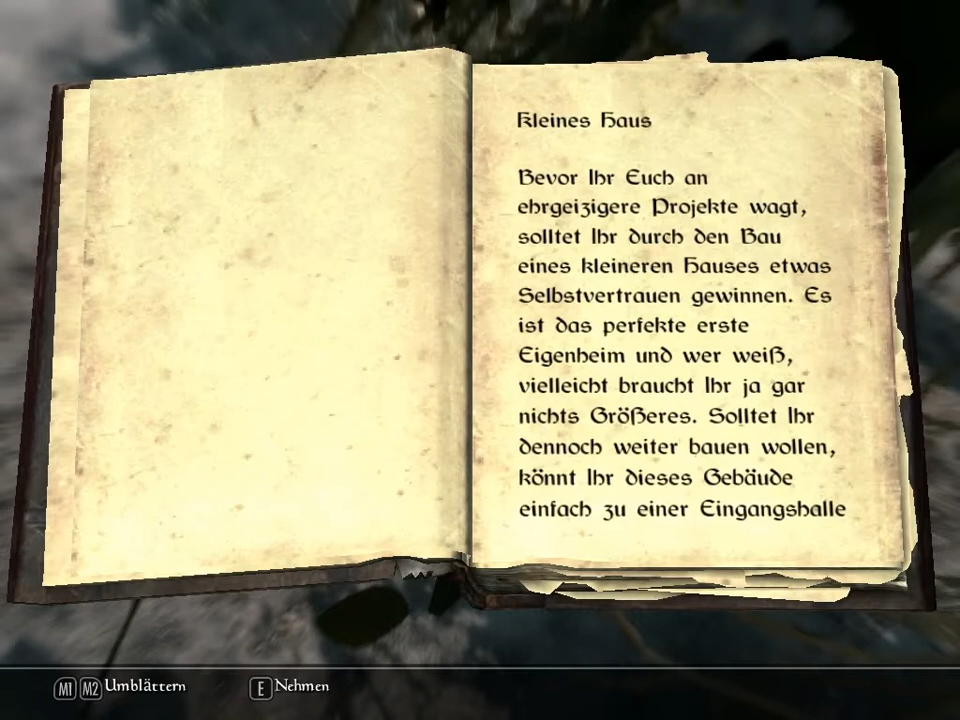 Kleines Haus
Bevor Ihr Euch an
ehrgeizigere Projekte wagt,
solltet Ihr durch den Bau
eines kleineren Hauses etwas
Selbstvertrauen gewinnen. Es
ist das perfekte erste
Eigenheim und wer weiß,
vielleicht braucht Ihr ja gar
nichts Größeres. Solltet Ihr
dennoch weiter bauen wollen,
könnt Ihr dieses Gebäude
einfach zu einer Eingangshalle
M1 M2 Umblättern E Nehmen